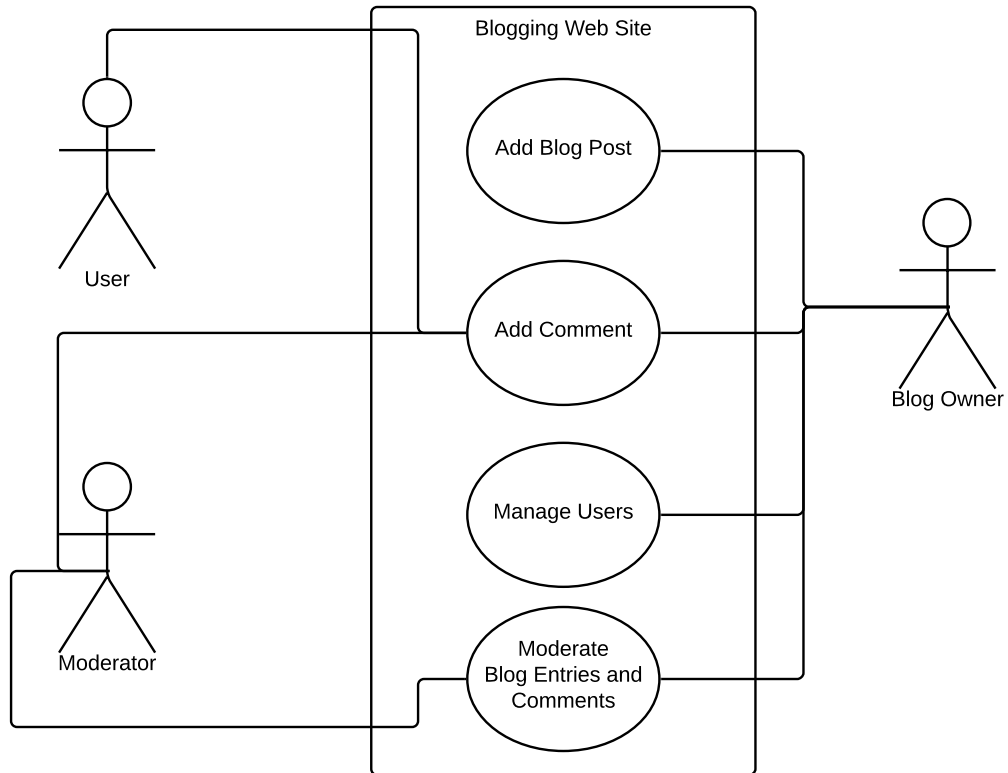 Blogging Web Site
Add Blog Post
User
Add Comment
Blog Owner
Manage Users
Moderator
Moderate
Blog Entries and
Comments